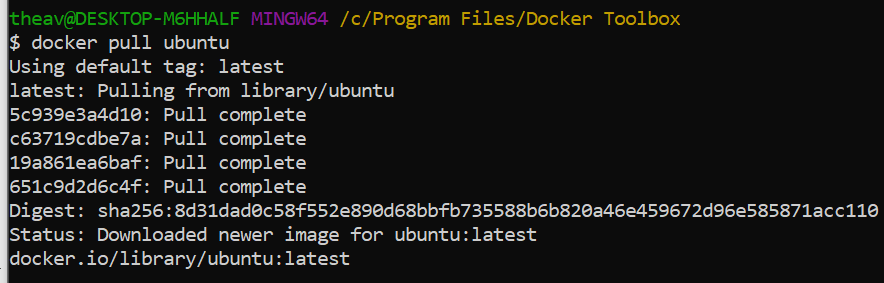 theav@DESKTOP-M6HHALF MINGW64 /c/Program Files/Docker Toolbox
$ docker pull ubuntu
Using default tag: latest
latest: Pulling from library/ubuntu
5c939e3a4d10: Pull complete
c63719cdbe7a: Pull complete
19a861ea6baf: Pull complete
651c9d2d6c4f: Pull complete
Digest: sha256:8d31dad0c58f552e890d68bbfb735588b6b820a46e459672d96e585871acc110
Status: Downloaded newer image for ubuntu:latest
docker.io/library/ubuntu:latest